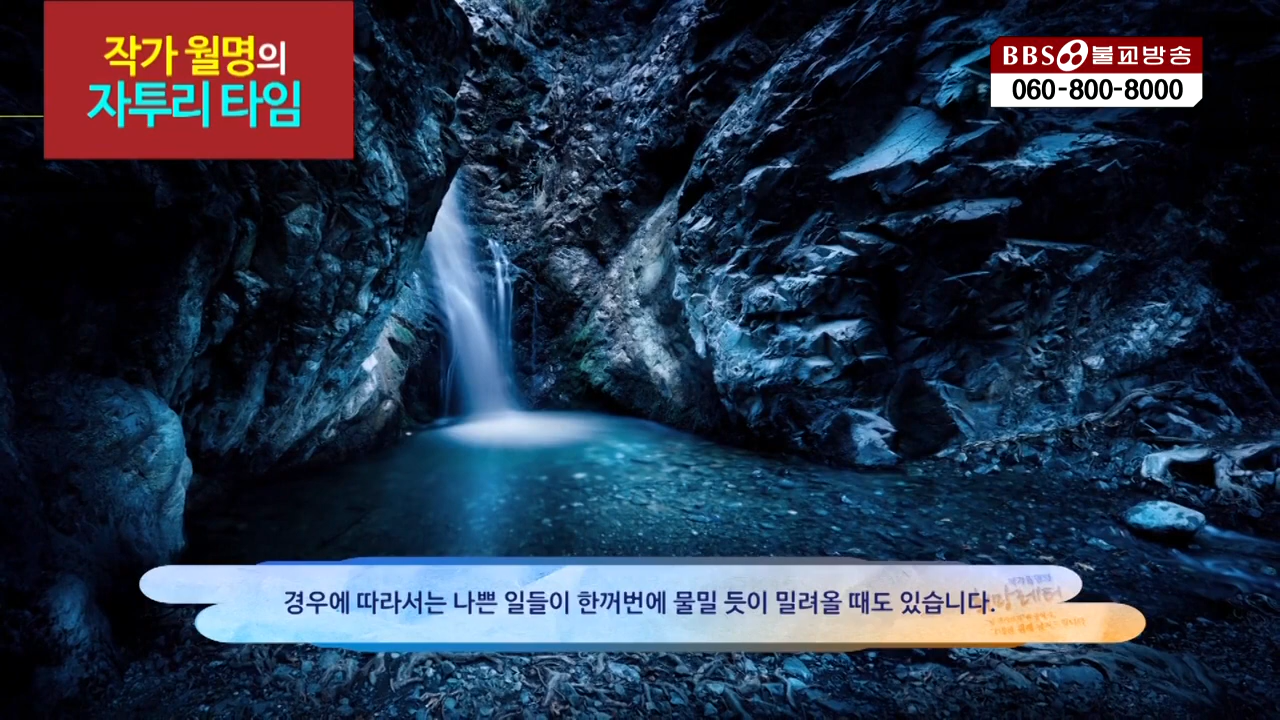 작가 월명의
자투리 타임
BBS 불교방송
060-800-8000
경우에 따라서는 나쁜 일들이 한꺼번에 물밀 듯이 밀려올 때도 있습니다.